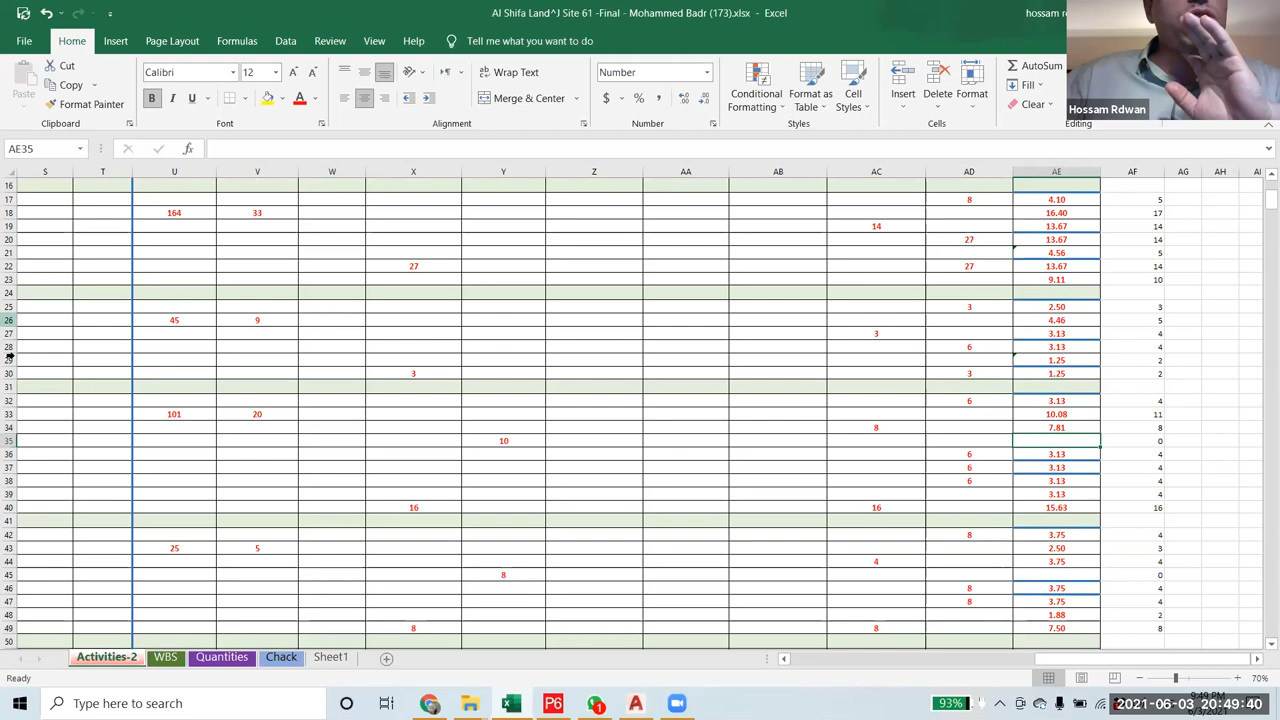 Al Shifa Land^J Site 61 -Final - Mohammed Badr (173).xlsx - Excel
hossam r
File Home Insert Page Layout Formulas Data Review View Help Tell me what you want to do
Paste
Cut
Copy
Format Painter
Clipboard
Calibri 12
B I U
Font
Wrap Text
Merge & Center
Alignment
Number
$ % ,
Number
Conditional Formatting
Format as Table
Cell Styles
Styles
Insert Delete Format
Cells
AutoSum
Fill
Clear
Editing
Hossam Rdwan
AE35 fx
S T U V W X Y Z AA AB AC AD AE AF AG AH
16
17 8 4.10 5
18 164 33 16.40 17
19 14 13.67 14
20 27 13.67 14
21 4.56 5
22 27 27 13.67 14
23 9.11 10
24
25 3 2.50 3
26 45 9 4.46 5
27 3 3.13 4
28 6 3.13 4
29 1.25 2
30 3 3 1.25 2
31
32 6 3.13 4
33 101 20 10.08 11
34 8 7.81 8
35 10 0
36 6 3.13 4
37 6 3.13 4
38 6 3.13 4
39 3.13 4
40 16 16 15.63 16
41
42 8 3.75 4
43 25 5 2.50 3
44 4 3.75 4
45 8 0
46 8 3.75 4
47 8 3.75 4
48 1.88 2
49 8 8 7.50 8
50
Activities-2 WBS Quantities Chack Sheet1
Ready 70%
Type here to search
P6
1
93%
9:49 PM
2021-06-03 20:49:40